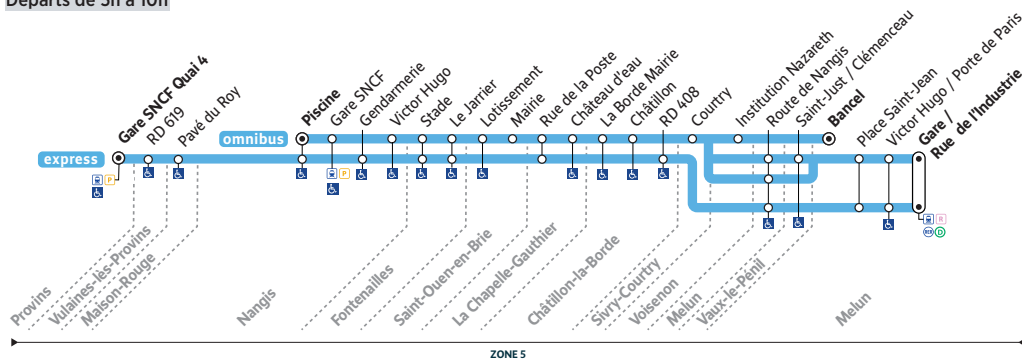 Départs de 5h à 10h
Gare SNCF Quai 4
RD 619
Pavé du Roy
Piscine
Gare SNCF
Gendarmerie
Victor Hugo
Stade
Le Jarrier
Lotissement
Mairie
Rue de la Poste
Château d'eau
La Borde Mairie
Châtillon
RD 408
Courtry
Institution Nazareth
Route de Nangis
Saint-Just / Clémenceau
Bancel
Place Saint-Jean
Victor Hugo / Porte de Paris
Gare /
Rue de l'Industrie
omnibus
express
P
P
R
RER D
Provins
Vulaines-lès-Provins
Maison-Rouge
Nangis
Fontenailles
Saint-Ouen-en-Brie
La Chapelle-Gauthier
Châtillon-la-Borde
Sivry-Courtry
Voisenon
Melun
Vaux-le-Pénil
Melun
ZONE 5